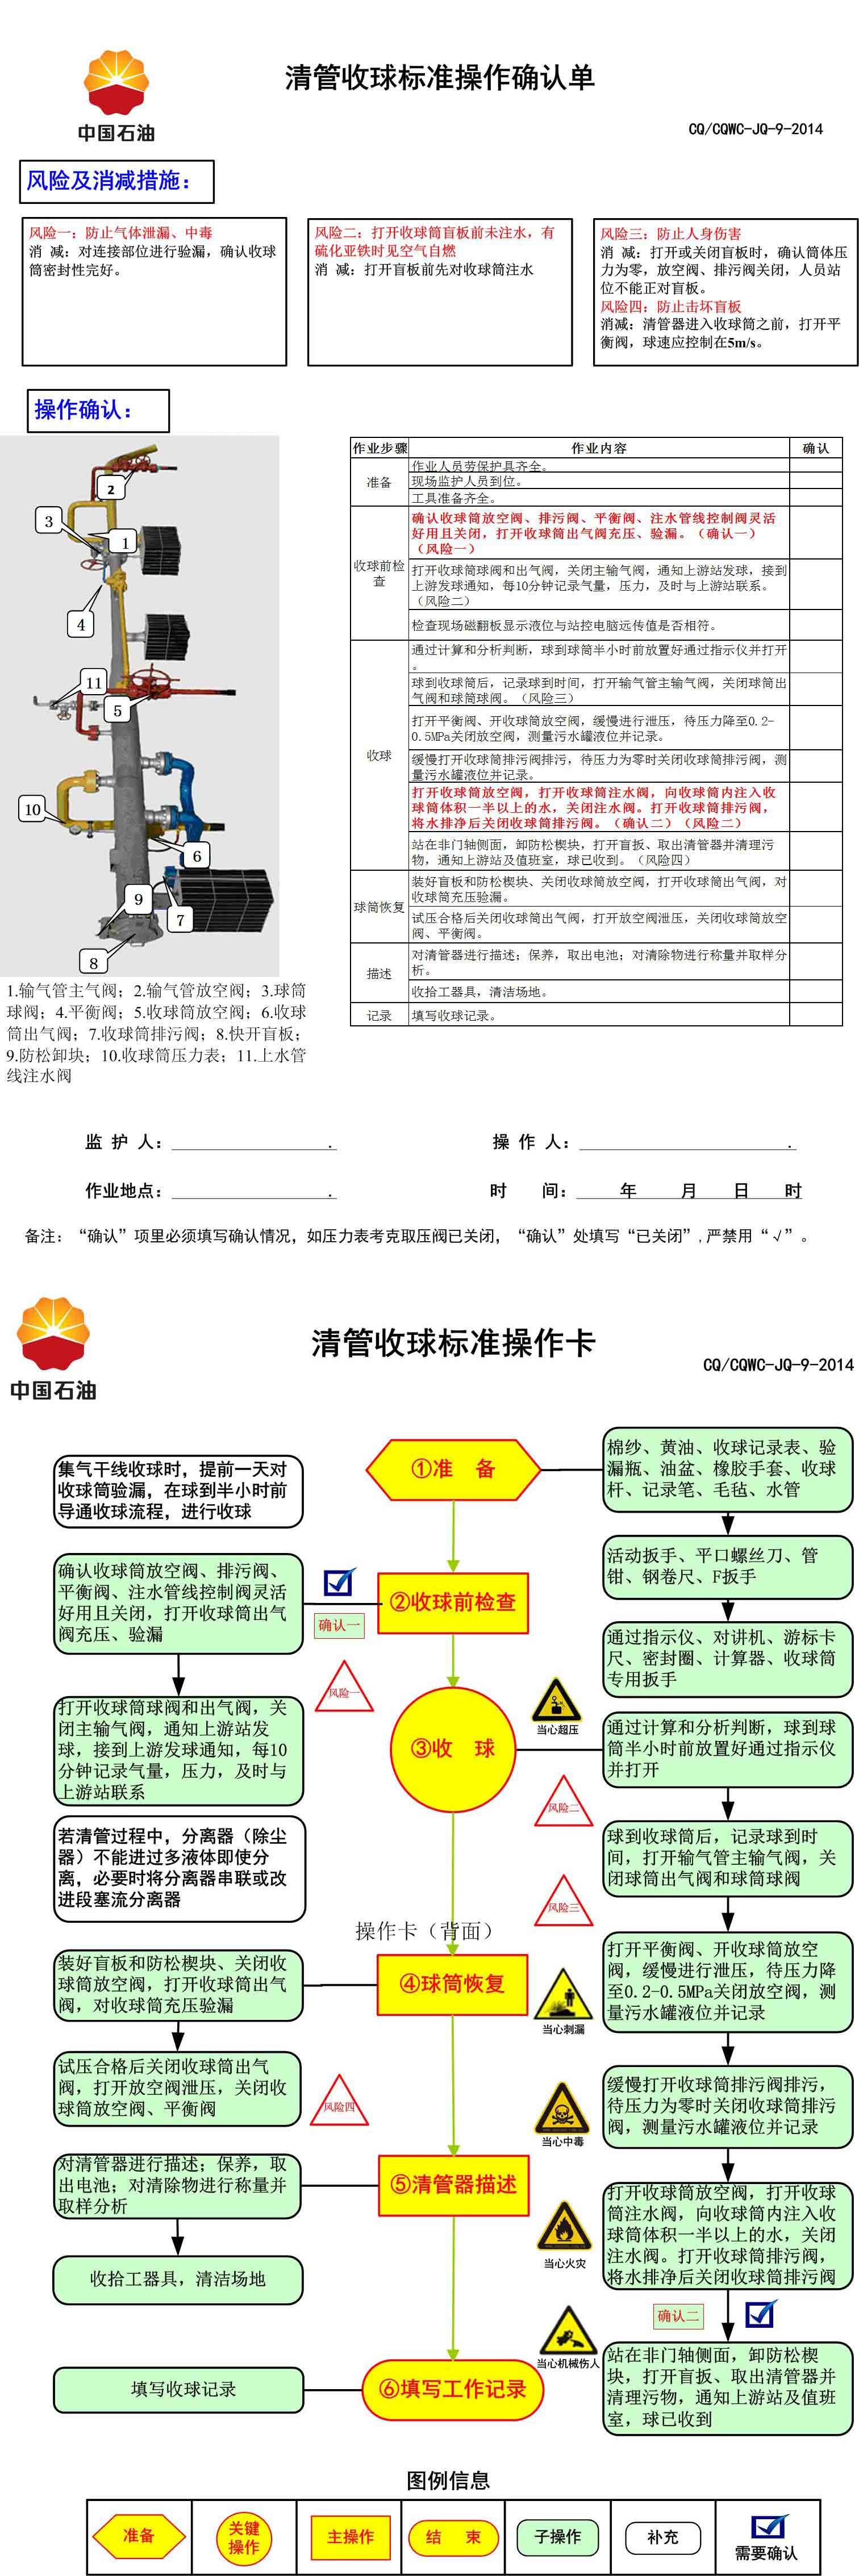 清管收球标准操作确认单
中国石油
CQ/CQWC-JQ-9-2014
风险及消减措施：
风险一：防止气体泄漏、中毒
消 减：对连接部位进行验漏，确认收球
筒密封性完好。
风险二：打开收球筒盲板前未注水，有
硫化亚铁时见空气自燃
消 减：打开盲板前先对收球筒注水
风险三：防止人身伤害
消 减：打开或关闭盲板时，确认筒体压
力为零，放空阀、排污阀关闭，人员站
位不能正对盲板。
风险四：防止击坏盲板
消减：清管器进入收球筒之前，打开平
衡阀，球速应控制在5m/s。
操作确认：
2
3
1
4
11
5
10
6
9
7
8
1.输气管主气阀；2.输气管放空阀；3.球筒
球阀；4.平衡阀；5.收球筒放空阀；6.收球
筒出气阀；7.收球筒排污阀；8.快开盲板；
9.防松卸块；10.收球筒压力表；11.上水管
线注水阀
作业步骤 作业内容 确认
准备
作业人员劳保护具齐全。
现场监护人员到位。
工具准备齐全。
收球前检
查
确认收球筒放空阀、排污阀、平衡阀、注水管线控制阀灵活
好用且关闭，打开收球筒出气阀充压、验漏。（确认一）
（风险一）
打开收球筒球阀和出气阀，关闭主输气阀，通知上游站发球，接到
上游发球通知，每10分钟记录气量，压力，及时与上游站联系。
（风险二）
检查现场磁翻板显示液位与站控电脑远传值是否相符。
收球
通过计算和分析判断，球到球筒半小时前放置好通过指示仪并打开
。
球到收球筒后，记录球到时间，打开输气管主输气阀，关闭球筒出
气阀和球筒球阀。（风险三）
打开平衡阀、开收球筒放空阀，缓慢进行泄压，待压力降至0.2-
0.5MPa关闭放空阀，测量污水罐液位并记录。
缓慢打开收球筒排污阀排污，待压力为零时关闭收球筒排污阀，测
量污水罐液位并记录。
打开收球筒放空阀，打开收球筒注水阀，向收球筒内注入收
球筒体积一半以上的水，关闭注水阀。打开收球筒排污阀，
将水排净后关闭收球筒排污阀。（确认二）（风险二）
站在非门轴侧面，卸防松楔块，打开盲扳、取出清管器并清理污
物，通知上游站及值班室，球已收到。（风险四）
球筒恢复
装好盲板和防松楔块、关闭收球筒放空阀，打开收球筒出气阀，对
收球筒充压验漏。
试压合格后关闭收球筒出气阀，打开放空阀泄压，关闭收球筒放空
阀、平衡阀。
描述
对清管器进行描述；保养，取出电池；对清除物进行称量并取样分
析。
收拾工器具，清洁场地。
记录 填写收球记录。
监 护 人：. 操 作 人：.
作业地点：. 时 间： 年 月 日 时
备注：“确认”项里必须填写确认情况，如压力表考克取压阀已关闭，“确认”处填写“已关闭”,严禁用“√”。
清管收球标准操作卡
中国石油
CQ/CQWC-JQ-9-2014
集气干线收球时，提前一天对
收球筒验漏，在球到半小时前
导通收球流程，进行收球
①准 备
棉纱、黄油、收球记录表、验
漏瓶、油盆、橡胶手套、收球
杆、记录笔、毛毡、水管
活动扳手、平口螺丝刀、管
钳、钢卷尺、F扳手
通过指示仪、对讲机、游标卡
尺、密封圈、计算器、收球筒
专用扳手
确认收球筒放空阀、排污阀、
平衡阀、注水管线控制阀灵活
好用且关闭，打开收球筒出气
阀充压、验漏
确认一
②收球前检查
风险一
打开收球筒球阀和出气阀，关
闭主输气阀，通知上游站发
球，接到上游发球通知，每10
分钟记录气量，压力，及时与
上游站联系
③收 球
当心超压
通过计算和分析判断，球到球
筒半小时前放置好通过指示仪
并打开
风险二
若清管过程中，分离器（除尘
器）不能进过多液体即使分
离，必要时将分离器串联或改
进段塞流分离器
球到收球筒后，记录球到时
间，打开输气管主输气阀，关
闭球筒出气阀和球筒球阀
风险三
操作卡（背面）
打开平衡阀、开收球筒放空
阀，缓慢进行泄压，待压力降
至0.2-0.5MPa关闭放空阀，测
量污水罐液位并记录
装好盲板和防松楔块、关闭收
球筒放空阀，打开收球筒出气
阀，对收球筒充压验漏
④球筒恢复
当心刺漏
试压合格后关闭收球筒出气
阀，打开放空阀泄压，关闭收
球筒放空阀、平衡阀
风险四
当心中毒
缓慢打开收球筒排污阀排污，
待压力为零时关闭收球筒排污
阀，测量污水罐液位并记录
对清管器进行描述；保养，取
出电池；对清除物进行称量并
取样分析
⑤清管器描述
当心火灾
打开收球筒放空阀，打开收球
筒注水阀，向收球筒内注入收
球筒体积一半以上的水，关闭
注水阀。打开收球筒排污阀，
将水排净后关闭收球筒排污阀
收拾工器具，清洁场地
确认二
当心机械伤人
站在非门轴侧面，卸防松楔
块，打开盲扳、取出清管器并
清理污物，通知上游站及值班
室，球已收到
填写收球记录
⑥填写工作记录
图例信息
准备
关键
操作
主操作
结 束
子操作
补充
需要确认